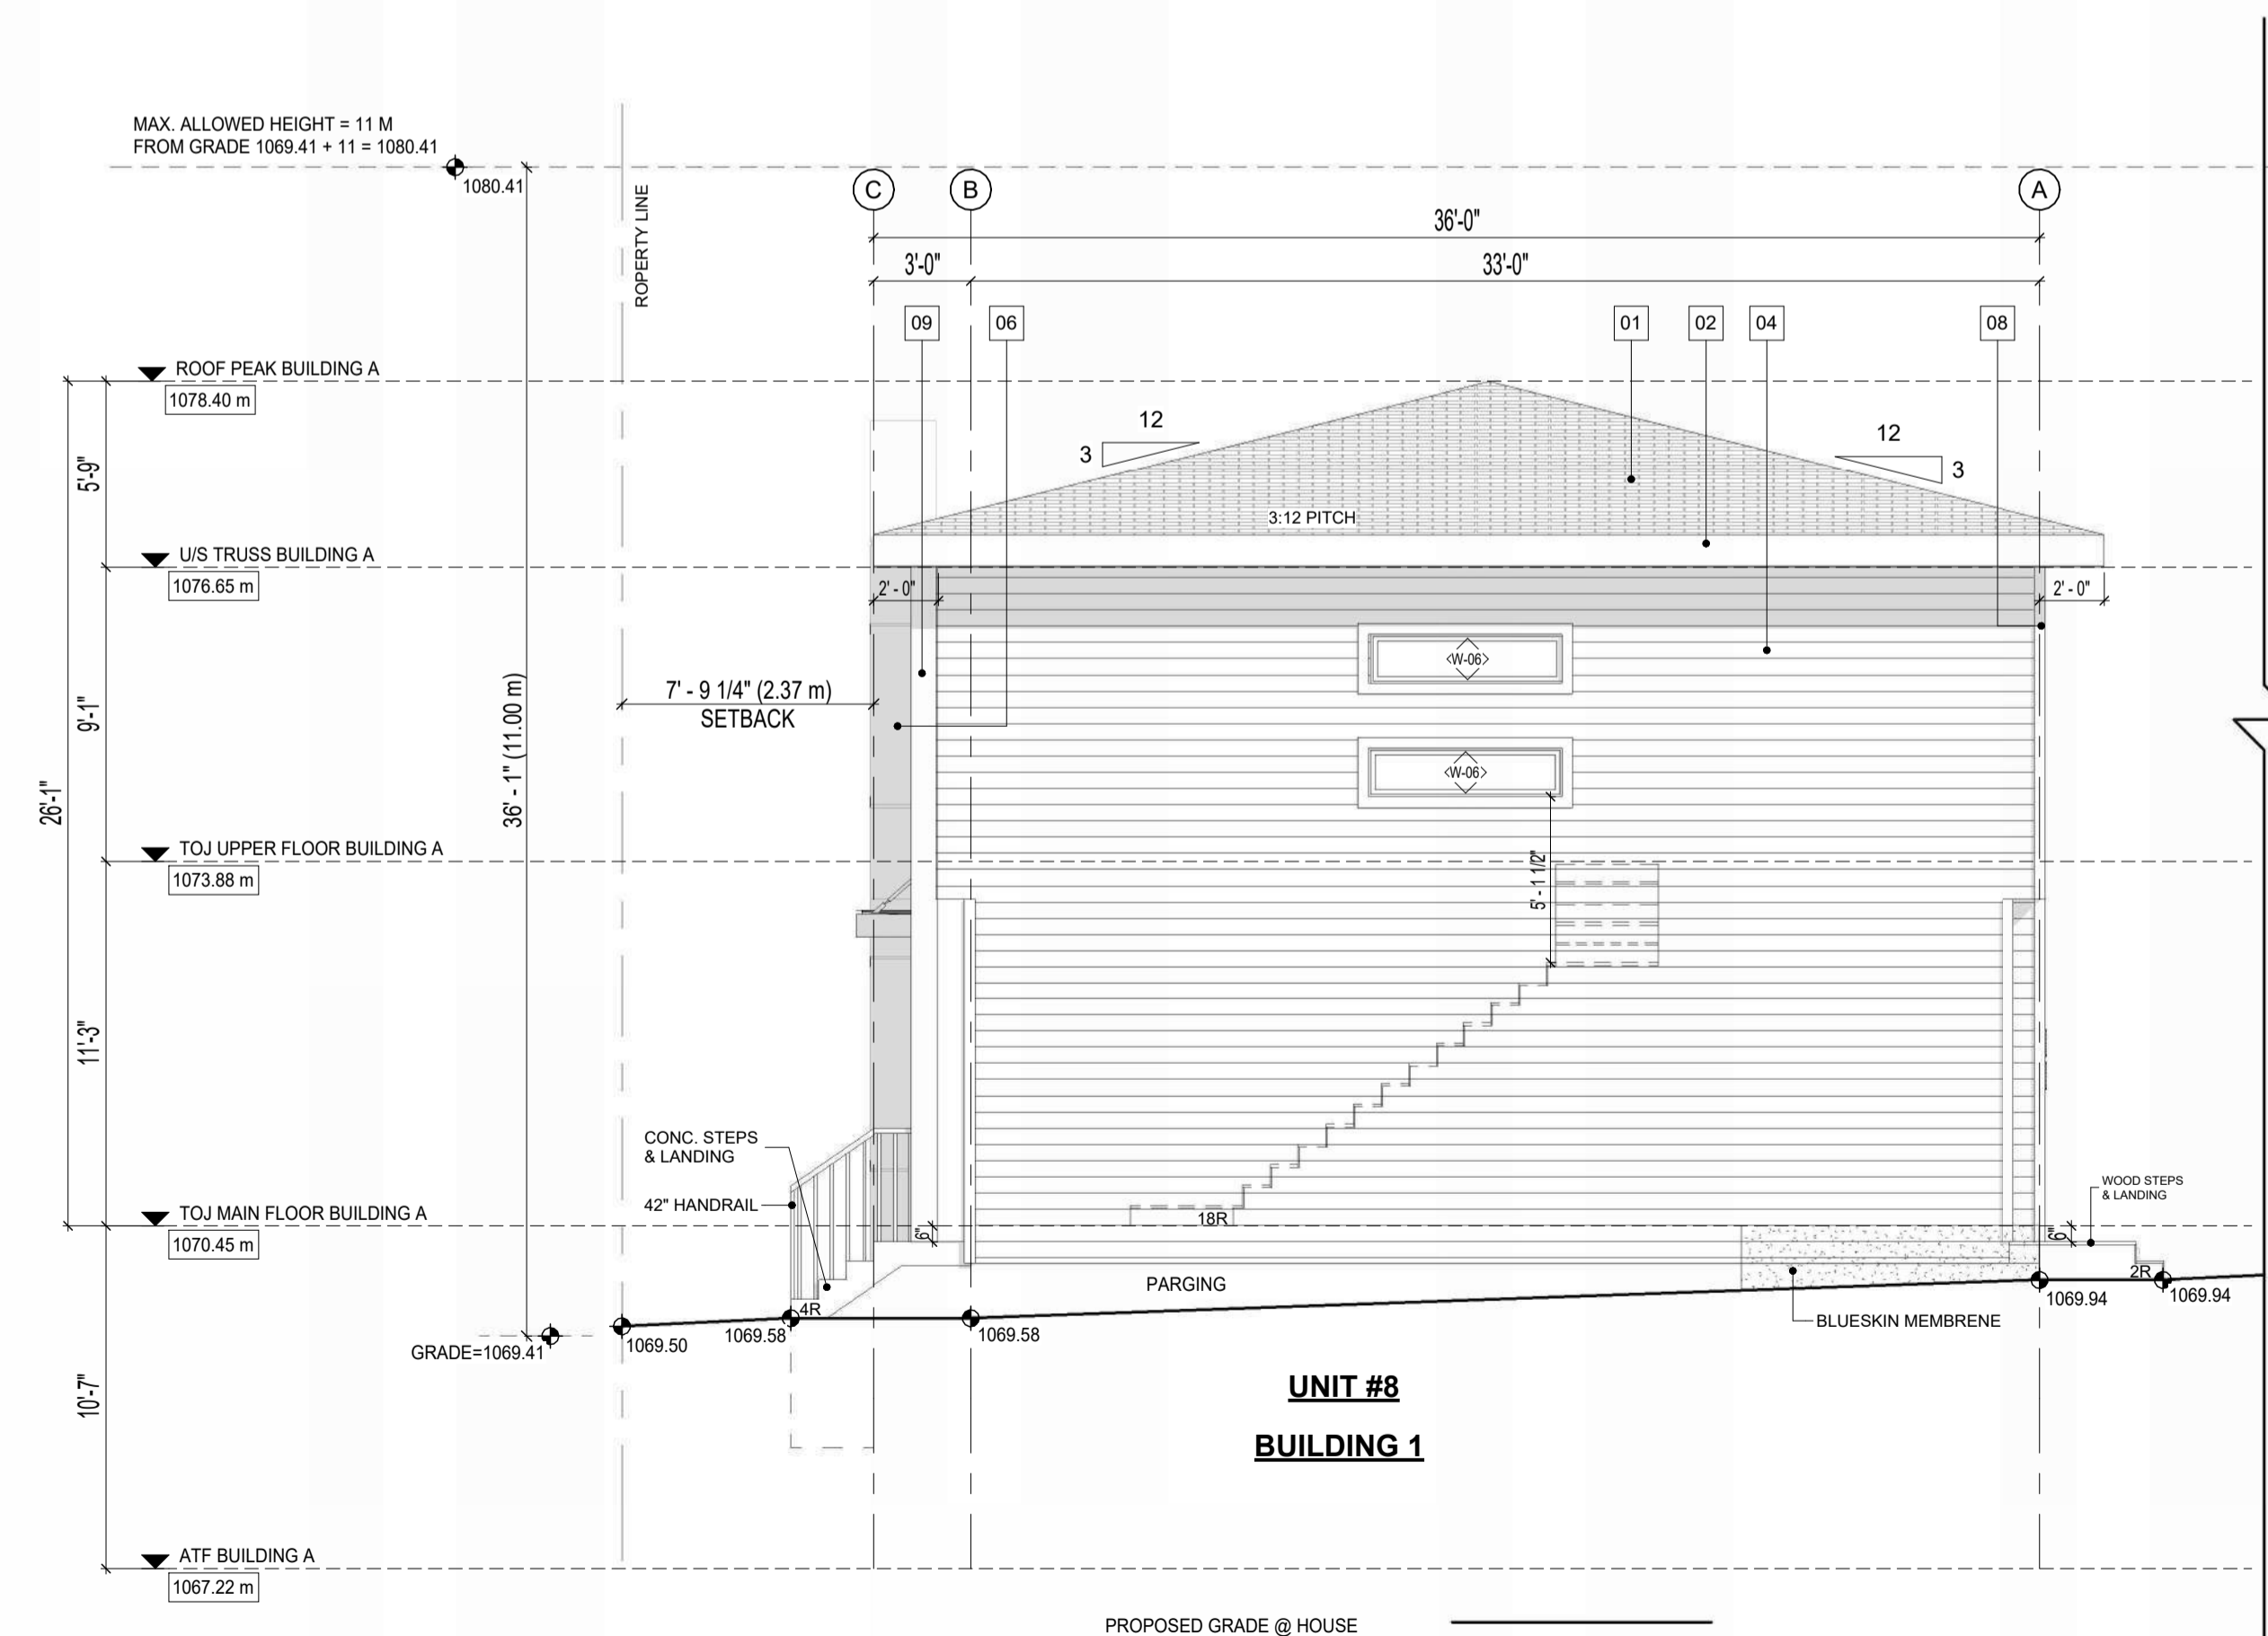 MAX. ALLOWED HEIGHT = 11 M
FROM GRADE 1069.41 + 11 = 1080.41
1080.41
ROPERTY LINE
C
B
A
36'-0"
3'-0"
33'-0"
09
06
01
02
04
08
ROOF PEAK BUILDING A
1078.40 m
12
3
12
3
5'-9"
3:12 PITCH
U/S TRUSS BUILDING A
1076.65 m
2' - 0"
2' - 0"
<W-06>
7' - 9 1/4" (2.37 m)
SETBACK
9'-1"
36' - 1" (11.00 m)
26'-1"
<W-06>
TOJ UPPER FLOOR BUILDING A
1073.88 m
5' - 1 1/2"
11'-3"
CONC. STEPS
& LANDING
42" HANDRAIL
WOOD STEPS
& LANDING
TOJ MAIN FLOOR BUILDING A
1070.45 m
18R
6"
6"
PARGING
2R
4R
1069.94
1069.94
BLUESKIN MEMBRENE
GRADE=1069.41
1069.50
1069.58
1069.58
10'-7"
UNIT #8
BUILDING 1
ATF BUILDING A
1067.22 m
PROPOSED GRADE @ HOUSE